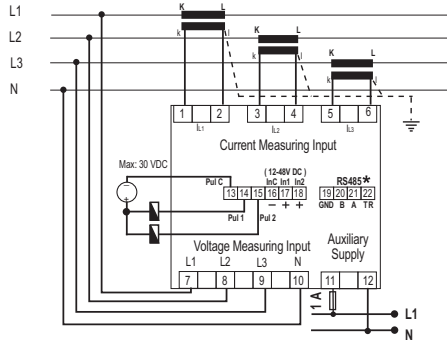 L1
K L
L2
k l
K L
L3
k l
K L
N
k l
1 2 3 4 5 6
IL1 IL2 IL3
Current Measuring Input
Max: 30 VDC
(12-48V DC)
Pul C
InC In1 In2
RS485*
13 14 15 16 17 18
19 20 21 22
− + +
GND B A TR
Pul 1
Pul 2
Voltage Measuring Input
Auxiliary
Supply
L1 L2 L3 N
7 8 9 10 11 12
1 A
L1
N